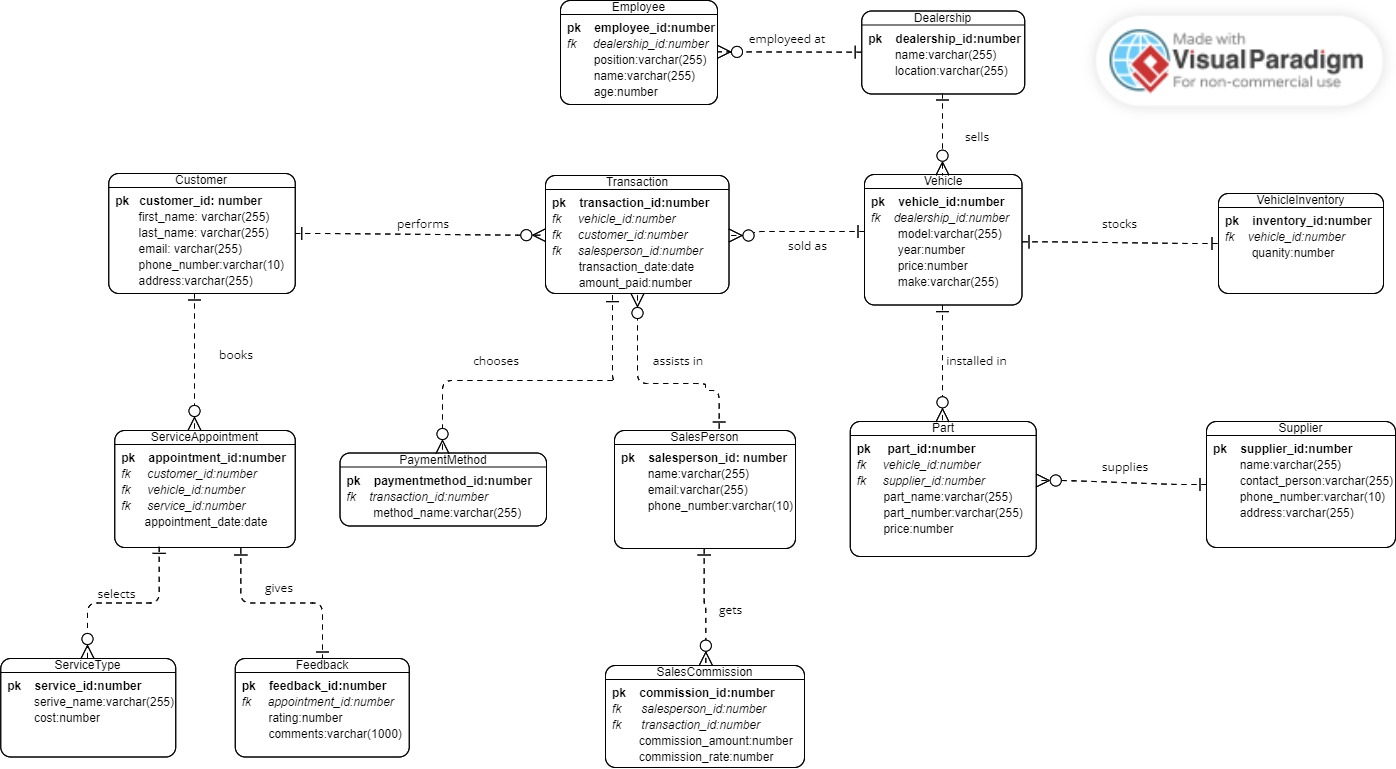 Employee
pk employee_id:number
fk dealership_id:number
position:varchar(255)
name:varchar(255)
age:number
employeed at
Dealership
pk dealership_id:number
name:varchar(255)
location:varchar(255)
Made with
Visual Paradigm
For non-commercial use
sells
Customer
pk customer_id: number
first_name: varchar(255)
last_name: varchar(255)
email: varchar(255)
phone_number:varchar(10)
address:varchar(255)
performs
Transaction
pk transaction_id:number
fk vehicle_id:number
fk customer_id:number
fk salesperson_id:number
transaction_date:date
amount_paid:number
sold as
Vehicle
pk vehicle_id:number
fk dealership_id:number
model:varchar(255)
year:number
price:number
make:varchar(255)
stocks
VehicleInventory
pk inventory_id:number
fk vehicle_id:number
quanity:number
books
chooses
assists in
installed in
ServiceAppointment
pk appointment_id:number
fk customer_id:number
fk vehicle_id:number
fk service_id:number
appointment_date:date
PaymentMethod
pk paymentmethod_id:number
fk transaction_id:number
method_name:varchar(255)
SalesPerson
pk salesperson_id: number
name:varchar(255)
email:varchar(255)
phone_number:varchar(10)
Part
pk part_id:number
fk vehicle_id:number
fk supplier_id:number
part_name:varchar(255)
part_number:varchar(255)
price:number
supplies
Supplier
pk supplier_id:number
name:varchar(255)
contact_person:varchar(255)
phone_number:varchar(10)
address:varchar(255)
selects
gives
gets
ServiceType
pk service_id:number
serive_name:varchar(255)
cost:number
Feedback
pk feedback_id:number
fk appointment_id:number
rating:number
comments:varchar(1000)
SalesCommission
pk commission_id:number
fk salesperson_id:number
fk transaction_id:number
commission_amount:number
commission_rate:number